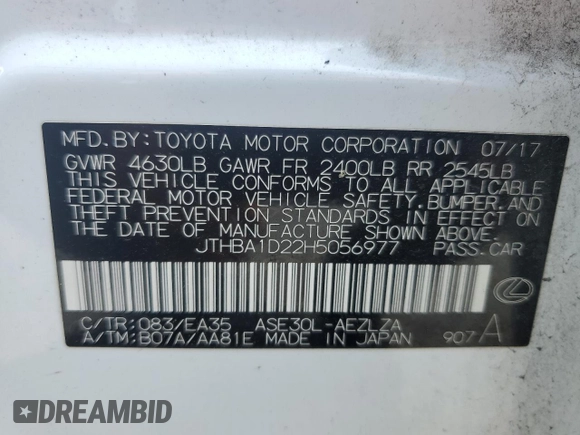 MFD.BY:TOYOTA MOTOR CORPORATION 07/17
GVWR 4630LB GAWR FR 2400LB RR 2545LB
THIS VEHICLE CONFORMS TO ALL APPLICABLE
FEDERAL MOTOR VEHICLE SAFETY,BUMPER,AND
THEFT PREVENTION STANDARDS IN EFFECT ON
THE DATE OF MANUFACTURE SHOWN ABOVE.
JTHBA1D22H5056977 PASS.CAR
C/TR:083/EA35 ASE30L-AEZLZA
A/TM:B07A/AA81E MADE IN JAPAN 907A
DREAMBID